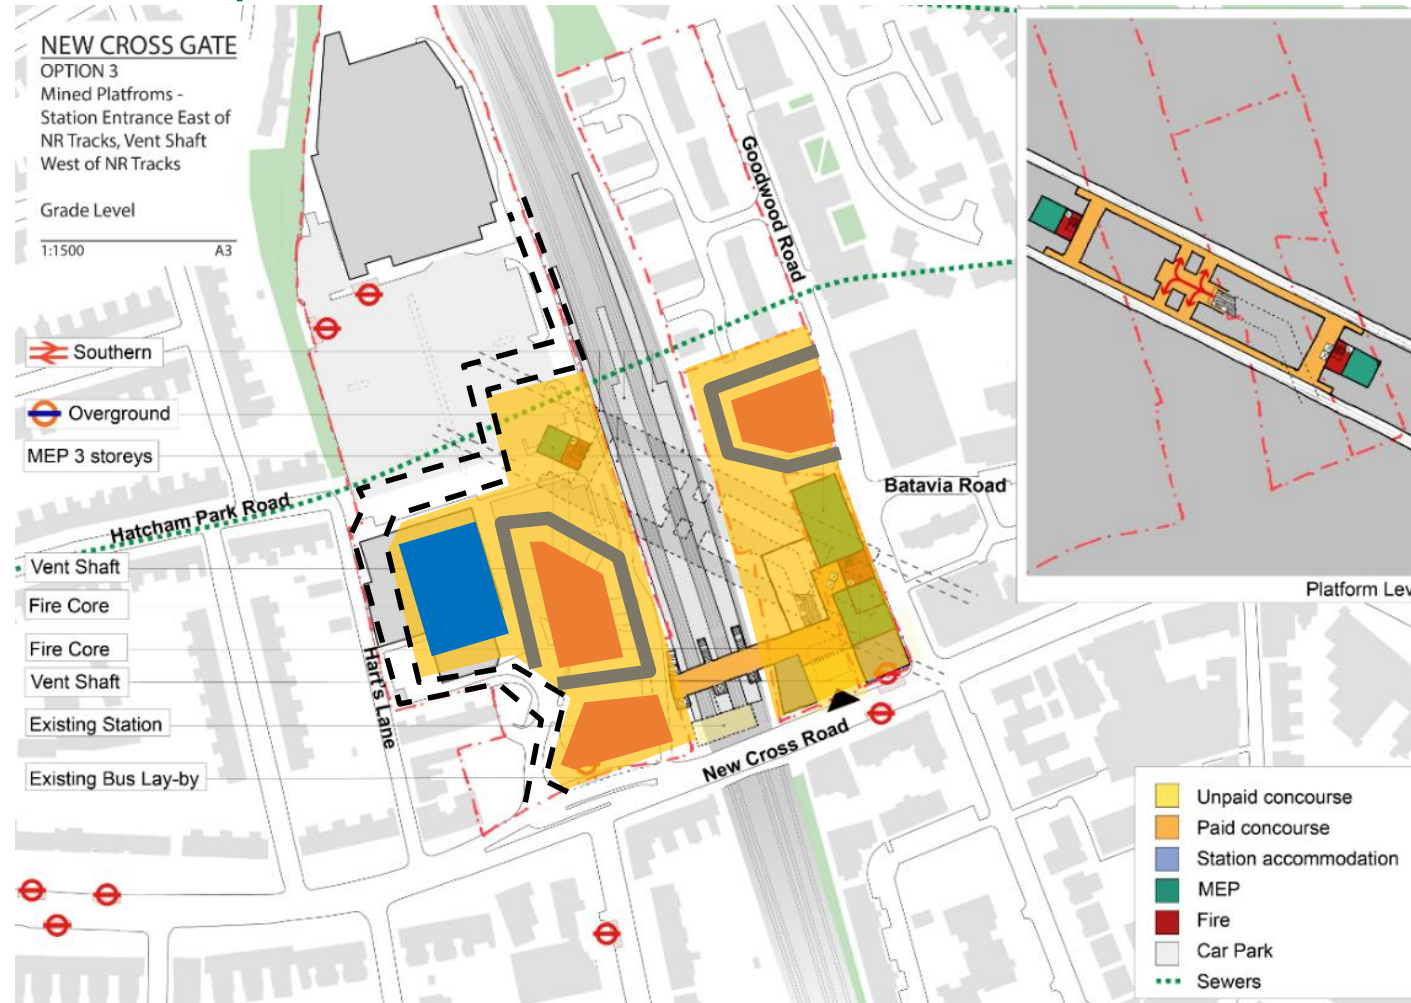 NEW CROSS GATE
OPTION 3
Mined Platfroms -
Station Entrance East of
NR Tracks, Vent Shaft
West of NR Tracks
Grade Level
1:1500 A3
Goodwood Road
Southern
Overground
MEP 3 storeys
Batavia Road
Hatcham Park Road
Vent Shaft
Fire Core
Fire Core
Vent Shaft
Hart's Lane
Existing Station
New Cross Road
Existing Bus Lay-by
Platform Lev
Unpaid concourse
Paid concourse
Station accommodation
MEP
Fire
Car Park
Sewers